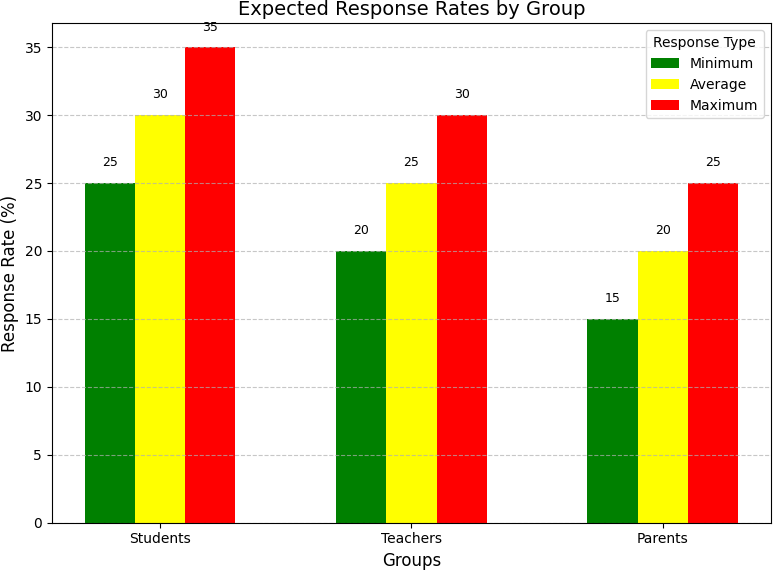 Expected Response Rates by Group
Response Type
Minimum
Average
Maximum
35
30
25
30
25
20
25
20
15
Response Rate (%)
35
30
25
20
15
10
5
0
Students
Teachers
Parents
Groups